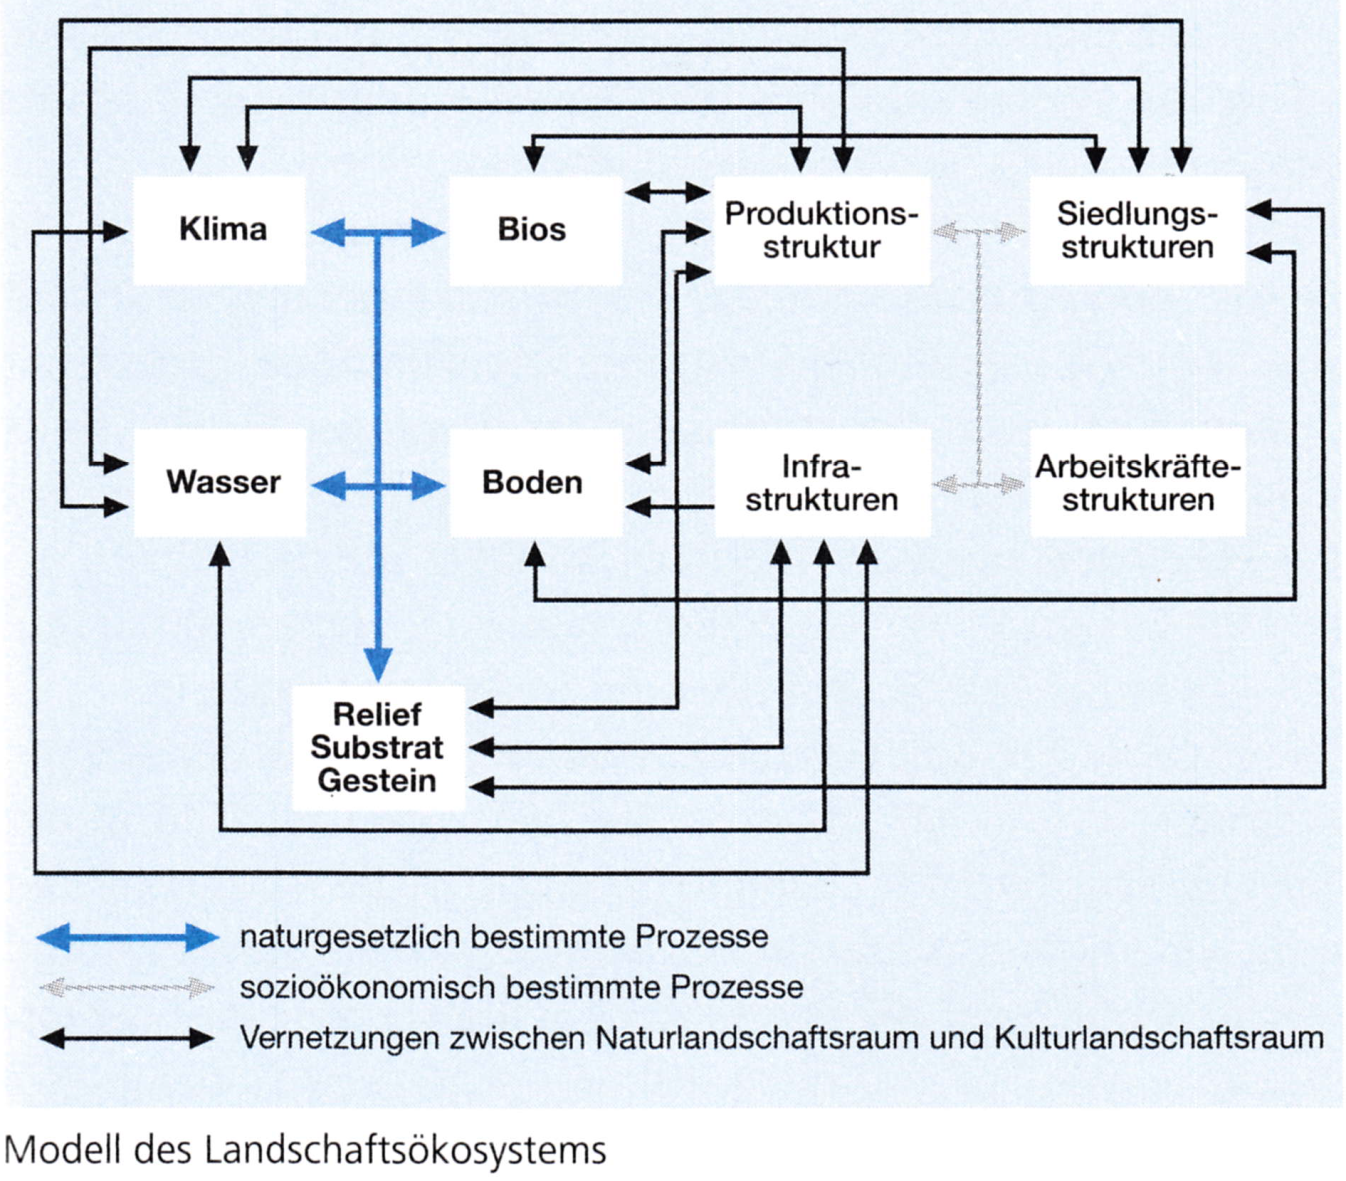 Klima
Bios
Produktions-
struktur
Siedlungs-
strukturen
Wasser
Boden
Infra-
strukturen
Arbeitskräfte-
strukturen
Relief
Substrat
Gestein
naturgesetzlich bestimmte Prozesse
sozioökonomisch bestimmte Prozesse
Vernetzungen zwischen Naturlandschaftsraum und Kulturlandschaftsraum
Modell des Landschaftsökosystems